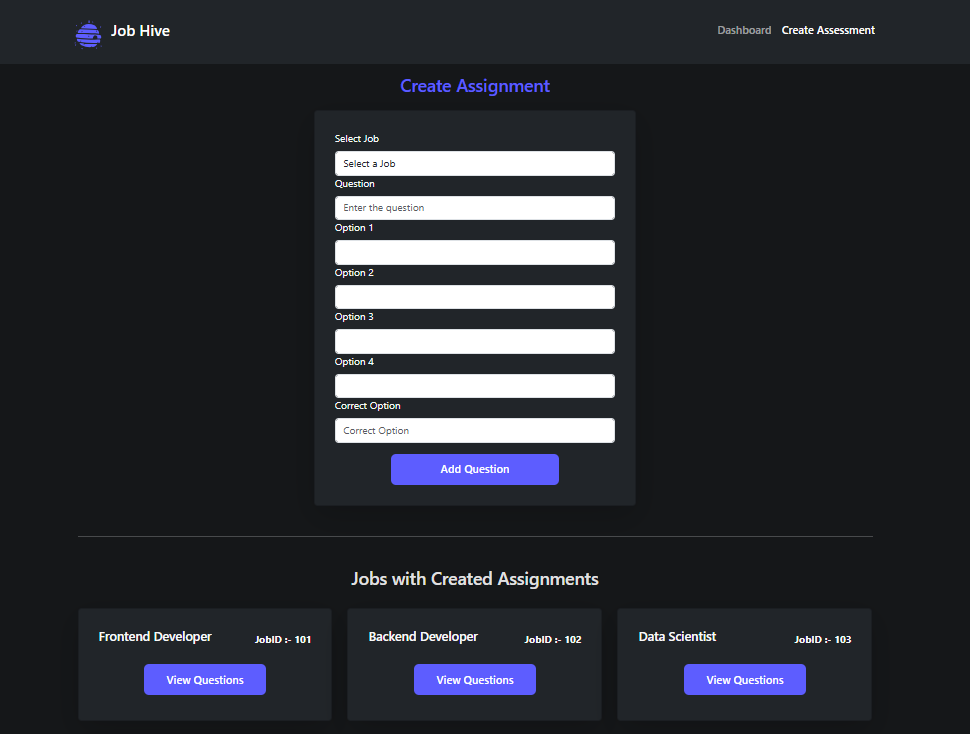 Job Hive
Dashboard Create Assessment
Create Assignment
Select Job
Select a Job
Question
Enter the question
Option 1
Option 2
Option 3
Option 4
Correct Option
Correct Option
Add Question
Jobs with Created Assignments
Frontend Developer JobID :- 101
View Questions
Backend Developer JobID :- 102
View Questions
Data Scientist JobID :- 103
View Questions